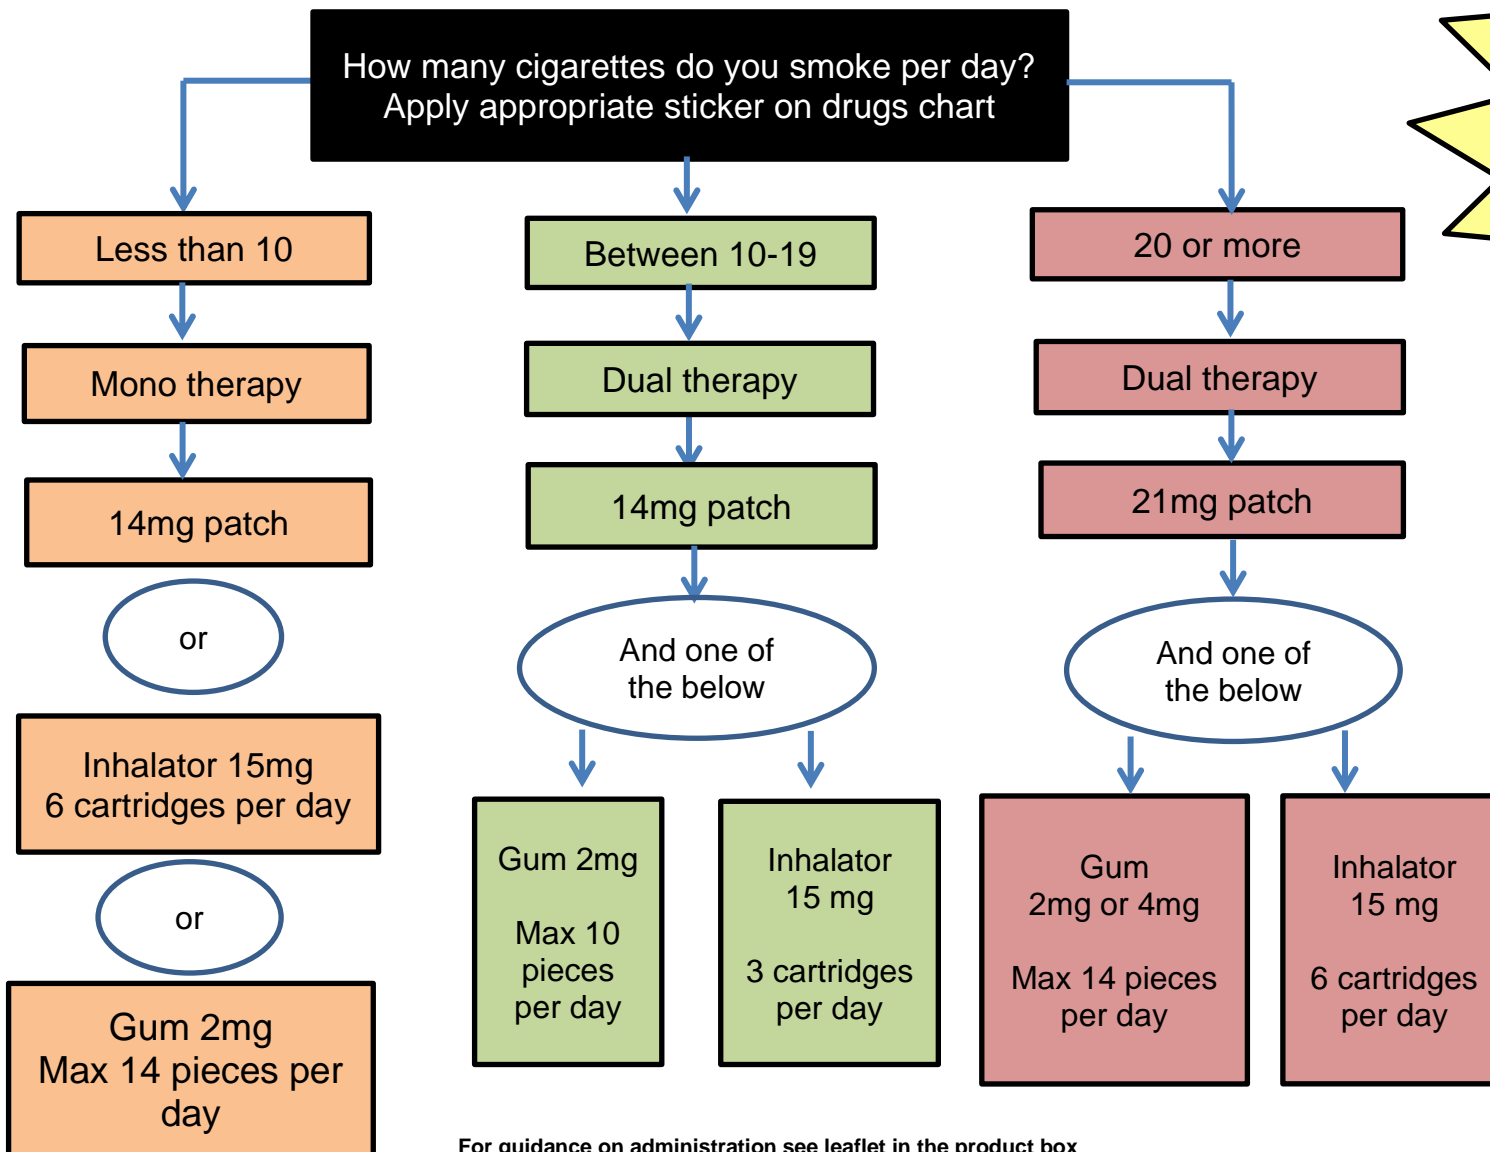 How many cigarettes do you smoke per day?
Apply appropriate sticker on drugs chart
Less than 10
Mono therapy
14mg patch
or
Inhalator 15mg
6 cartridges per day
or
Gum 2mg
Max 14 pieces per
day
Between 10-19
Dual therapy
14mg patch
And one of
the below
Gum 2mg
Max 10
pieces
per day
Inhalator
15 mg
3 cartridges
per day
20 or more
Dual therapy
21mg patch
And one of
the below
Gum
2mg or 4mg
Max 14 pieces
per day
Inhalator
15 mg
6 cartridges
per day
For guidance on administration see leaflet in the product box